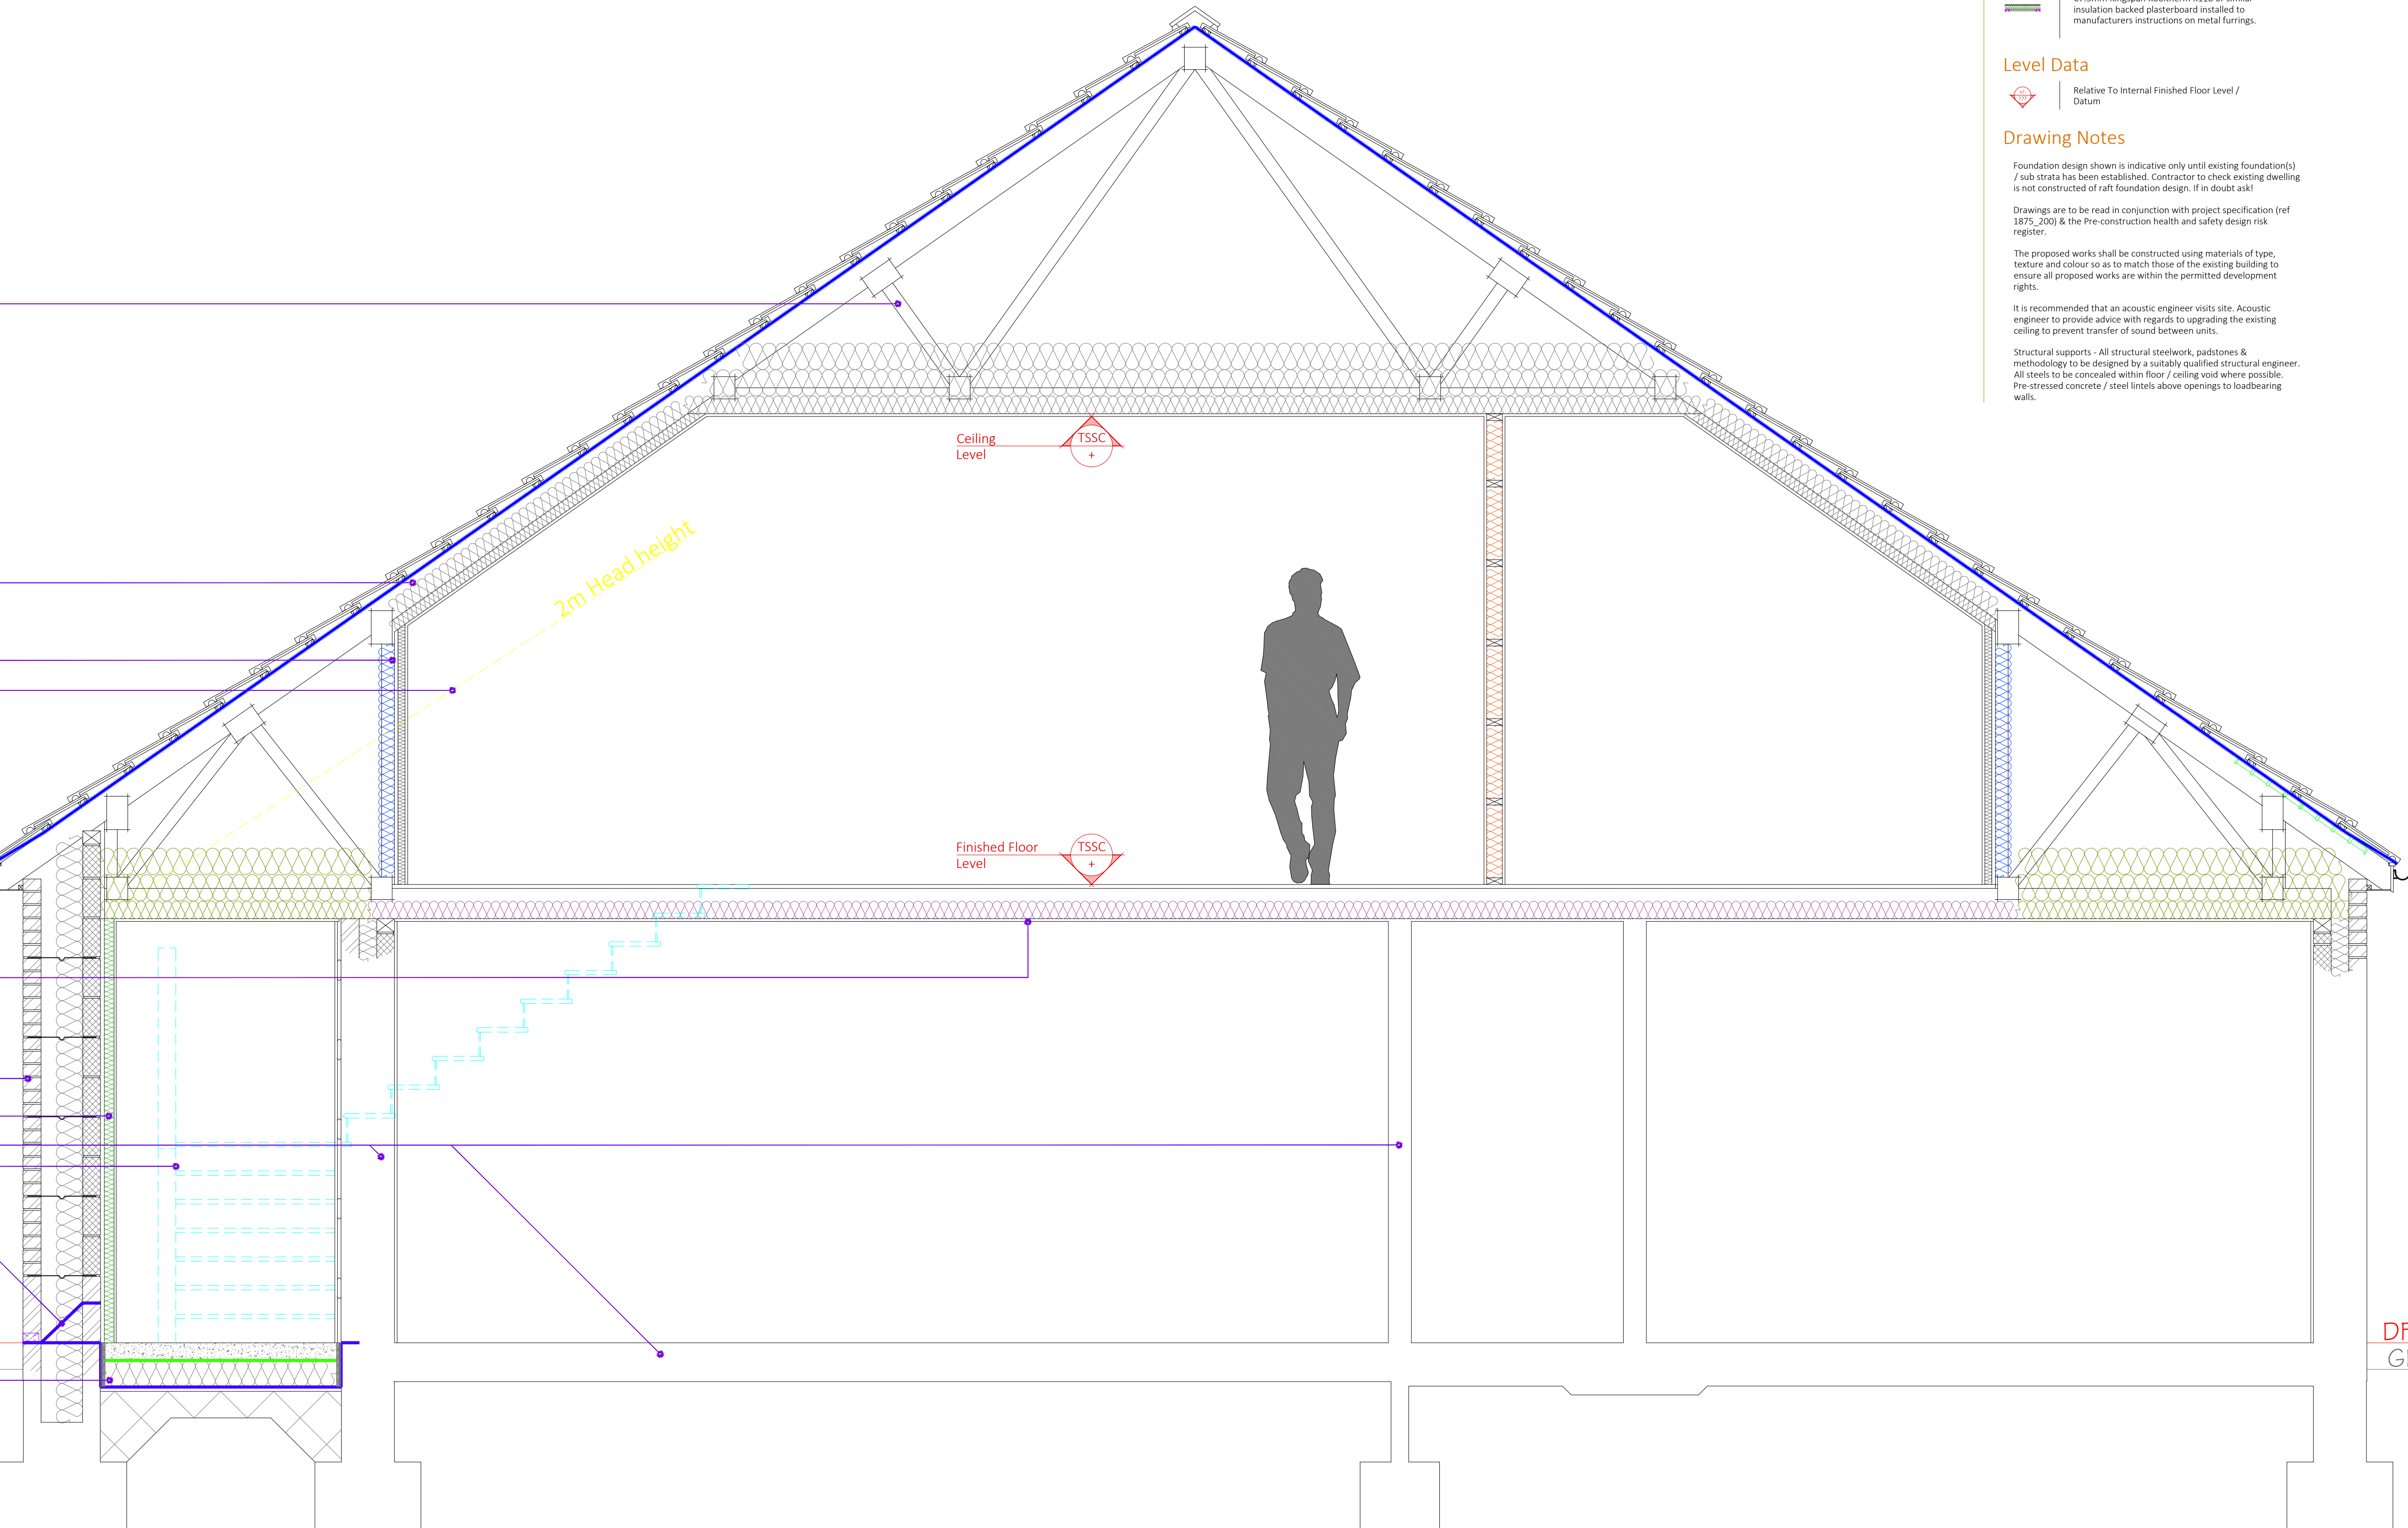 insulation backed plasterboard installed to
manufacturers instructions on metal furrings.
Level Data
+/-
???
Relative To Internal Finished Floor Level /
Datum
Drawing Notes
Foundation design shown is indicative only until existing foundation(s)
/ sub strata has been established. Contractor to check existing dwelling
is not constructed of raft foundation design. If in doubt ask!
Drawings are to be read in conjunction with project specification (ref
1875_200) & the Pre-construction health and safety design risk
register.
The proposed works shall be constructed using materials of type,
texture and colour so as to match those of the existing building to
ensure all proposed works are within the permitted development
rights.
It is recommended that an acoustic engineer visits site. Acoustic
engineer to provide advice with regards to upgrading the existing
ceiling to prevent transfer of sound between units.
Structural supports - All structural steelwork, padstones &
methodology to be designed by a suitably qualified structural engineer.
All steels to be concealed within floor / ceiling void where possible.
Pre-stressed concrete / steel lintels above openings to loadbearing
walls.
Ceiling
Level
TSSC
+
2m Head height
Finished Floor
Level
TSSC
+